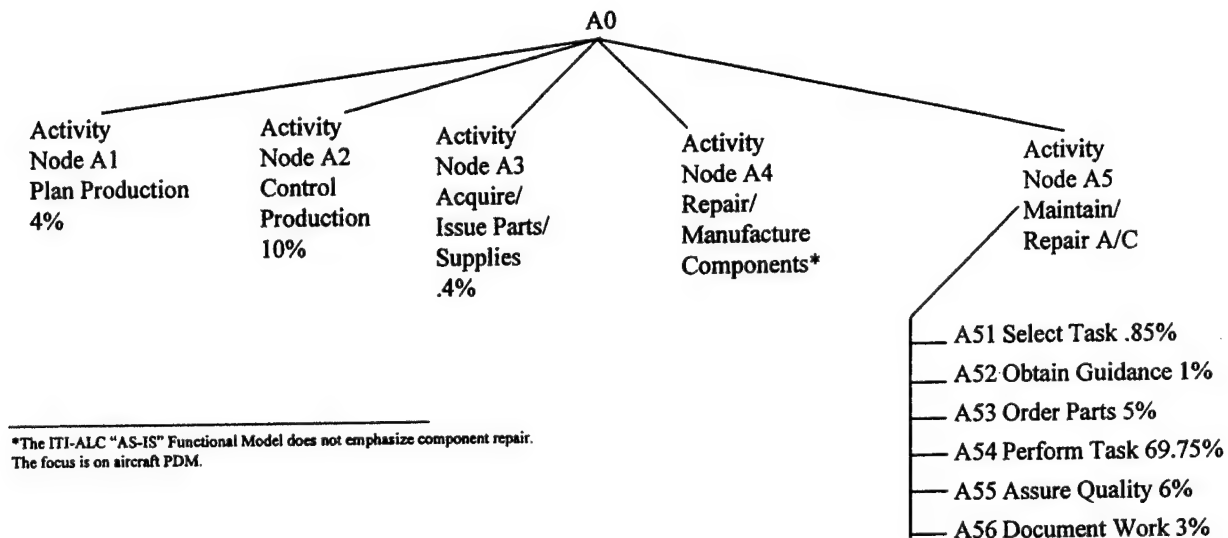 A0
Activity
Node A1
Plan Production
4%
Activity
Node A2
Control
Production
10%
Activity
Node A3
Acquire/
Issue Parts/
Supplies
.4%
Activity
Node A4
Repair/
Manufacture
Components*
Activity
Node A5
Maintain/
Repair A/C
A51 Select Task .85%
A52 Obtain Guidance 1%
A53 Order Parts 5%
A54 Perform Task 69.75%
A55 Assure Quality 6%
A56 Document Work 3%
*The ITI-ALC “AS-IS” Functional Model does not emphasize component repair.
The focus is on aircraft PDM.